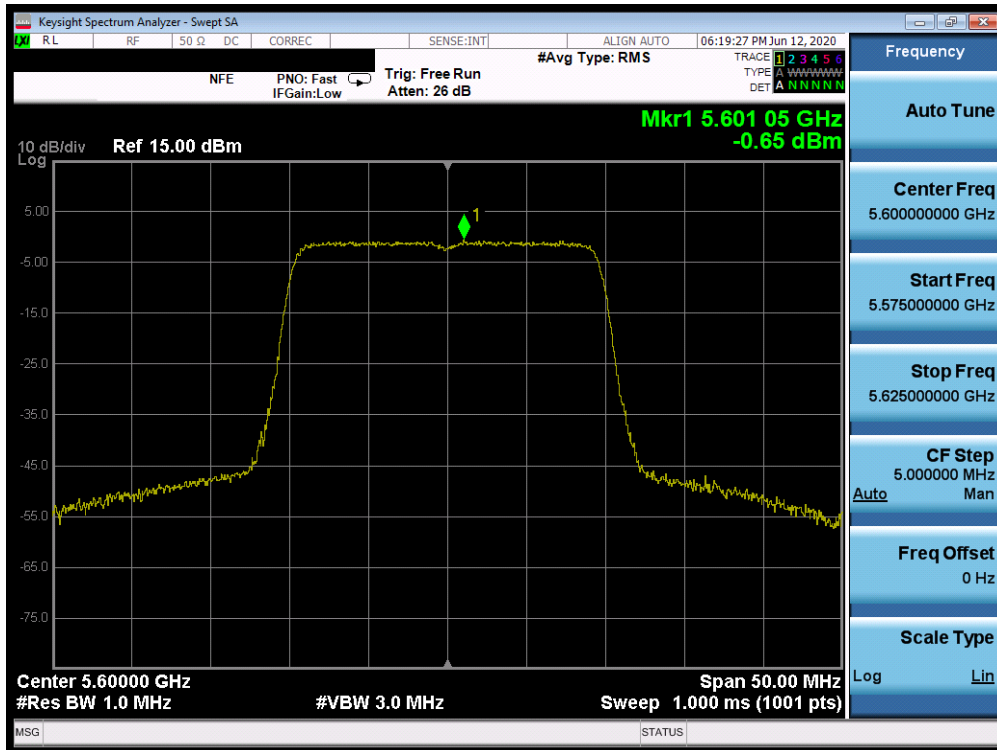 Keysight Spectrum Analyzer - Swept SA
LXI RL RF 50 Ω DC CORREC SENSE:INT ALIGN AUTO 06:19:27 PM Jun 12, 2020
NFE PNO: Fast Trig: Free Run #Avg Type: RMS TRACE 1 2 3 4 5 6
IFGain:Low Atten: 26 dB TYPE A WWWWW
DET A N N N N N
Mkr1 5.601 05 GHz
-0.65 dBm
10 dB/div Ref 15.00 dBm
Log
1
5.00
-5.00
-15.0
-25.0
-35.0
-45.0
-55.0
-65.0
-75.0
Center 5.60000 GHz Span 50.00 MHz
#Res BW 1.0 MHz #VBW 3.0 MHz Sweep 1.000 ms (1001 pts)
MSG STATUS
Frequency
Auto Tune
Center Freq
5.600000000 GHz
Start Freq
5.575000000 GHz
Stop Freq
5.625000000 GHz
CF Step
5.000000 MHz
Auto Man
Freq Offset
0 Hz
Scale Type
Log Lin